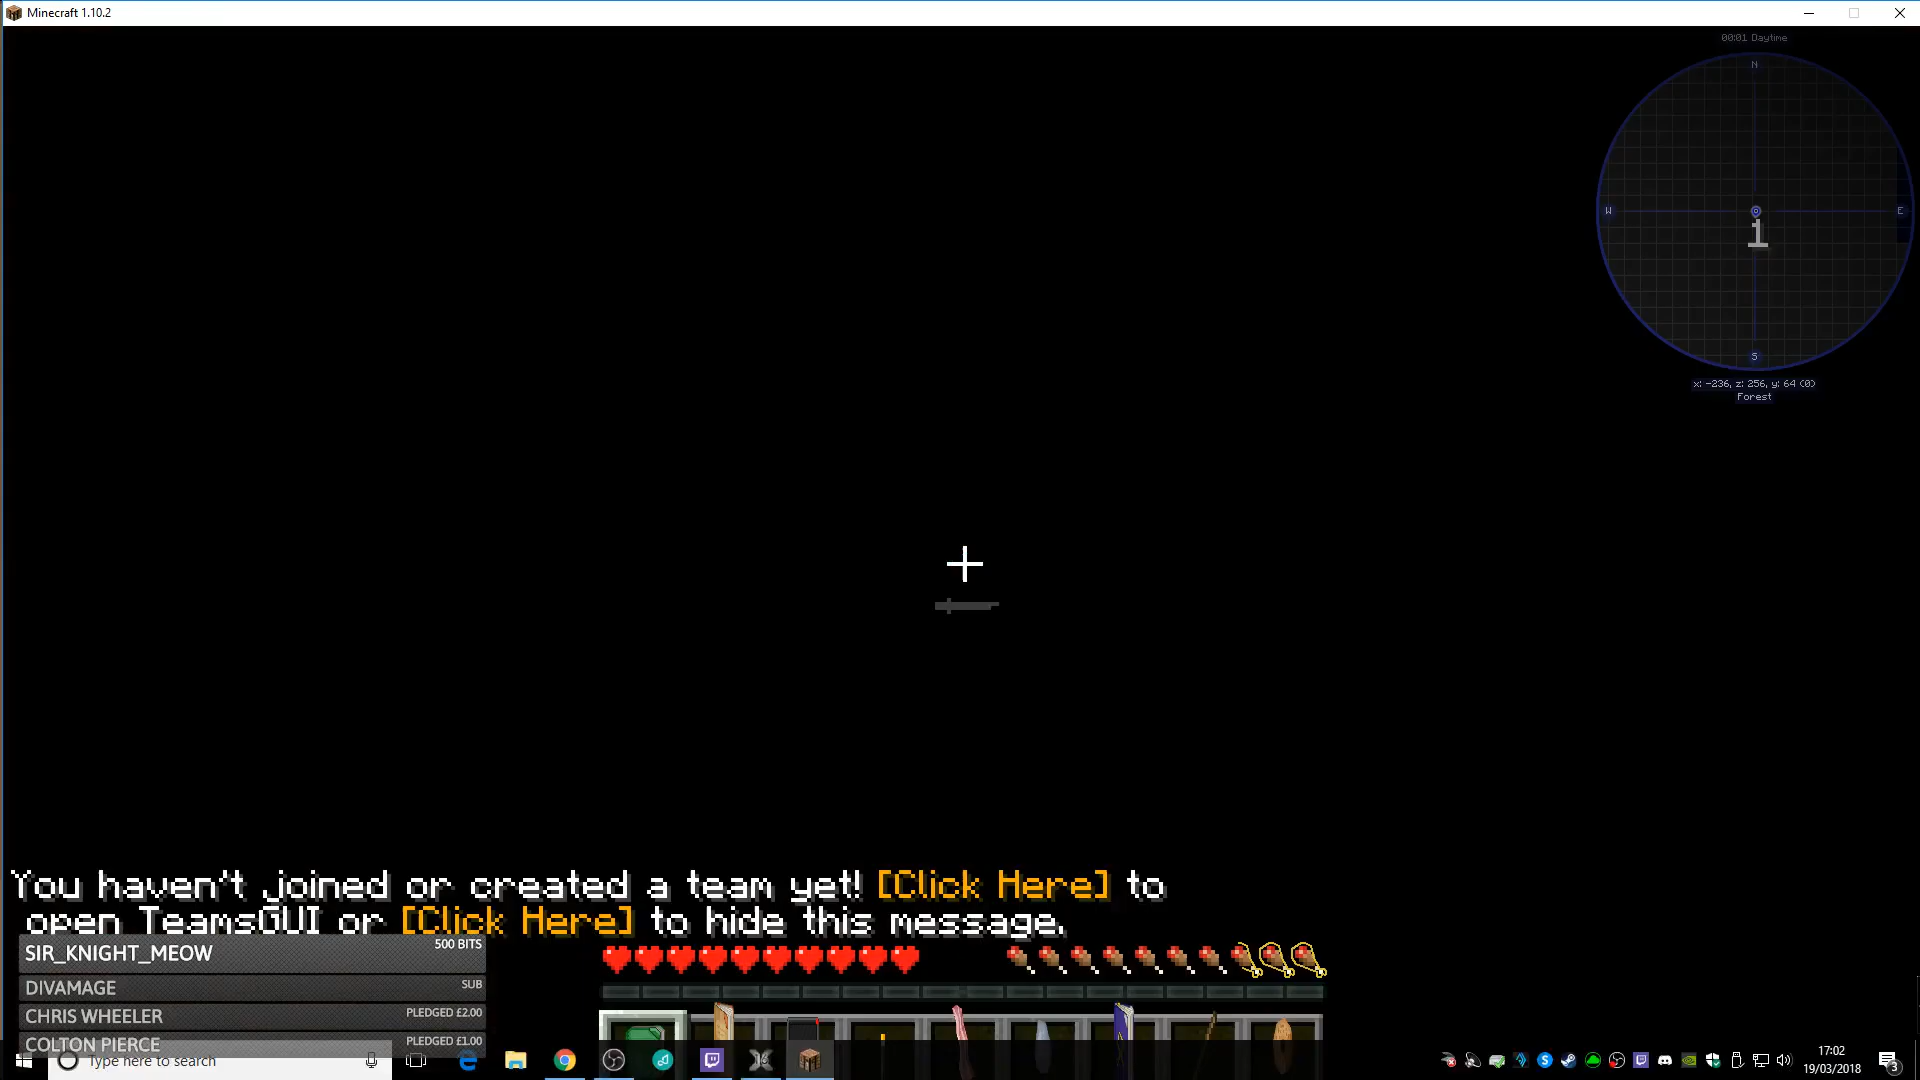 Minecraft 1.10.2
00:01 Daytime
N
W
E
1
S
x: -236, z: 256, y: 64 (0)
Forest
You haven't joined or created a team yet! [Click Here] to
open TeamsGUI or [Click Here] to hide this message.
SIR_KNIGHT_MEOW 500 BITS
DIVAMAGE SUB
CHRIS WHEELER PLEDGED £2.00
COLTON PIERCE PLEDGED £1.00
Type here to search
17:02
19/03/2018
3